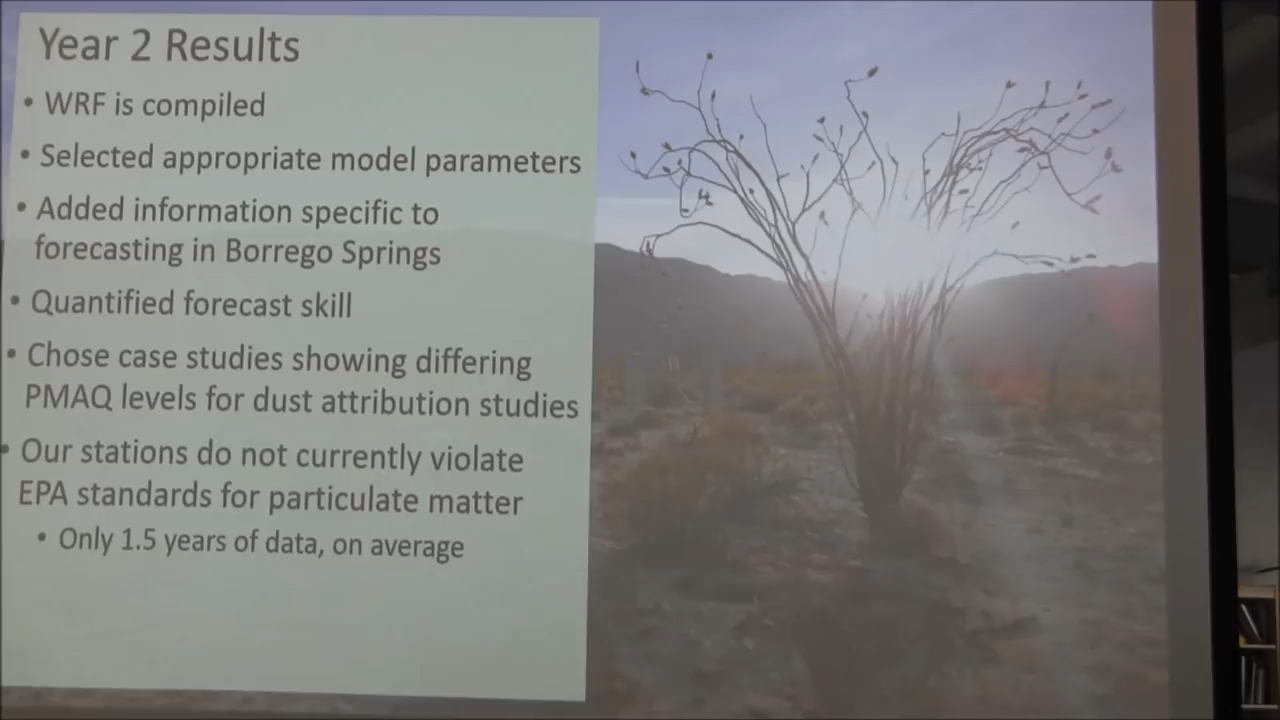 Year 2 Results
• WRF is compiled
• Selected appropriate model parameters
• Added information specific to
forecasting in Borrego Springs
• Quantified forecast skill
• Chose case studies showing differing
PMAQ levels for dust attribution studies
• Our stations do not currently violate
EPA standards for particulate matter
• Only 1.5 years of data, on average